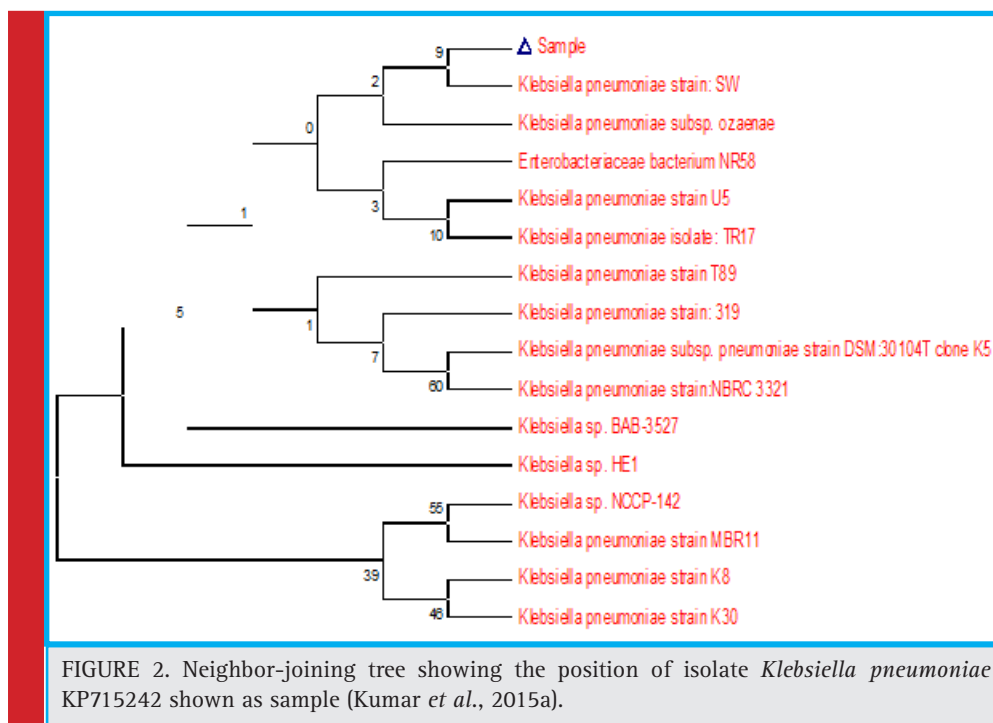 Δ Sample
9
Klebsiella pneumoniae strain: SW
2
Klebsiella pneumoniae subsp. ozaenae
0
Enterobacteriaceae bacterium NR58
3
Klebsiella pneumoniae strain U5
10
Klebsiella pneumoniae isolate: TR17
1
Klebsiella pneumoniae strain T89
5
1
Klebsiella pneumoniae strain: 319
7
Klebsiella pneumoniae subsp. pneumoniae strain DSM:30104T clone K5
60
Klebsiella pneumoniae strain:NBRC 3321
Klebsiella sp. BAB-3527
Klebsiella sp. HE1
Klebsiella sp. NCCP-142
55
Klebsiella pneumoniae strain MBR11
39
Klebsiella pneumoniae strain K8
46
Klebsiella pneumoniae strain K30
FIGURE 2. Neighbor-joining tree showing the position of isolate Klebsiella pneumoniae
KP715242 shown as sample (Kumar et al., 2015a).